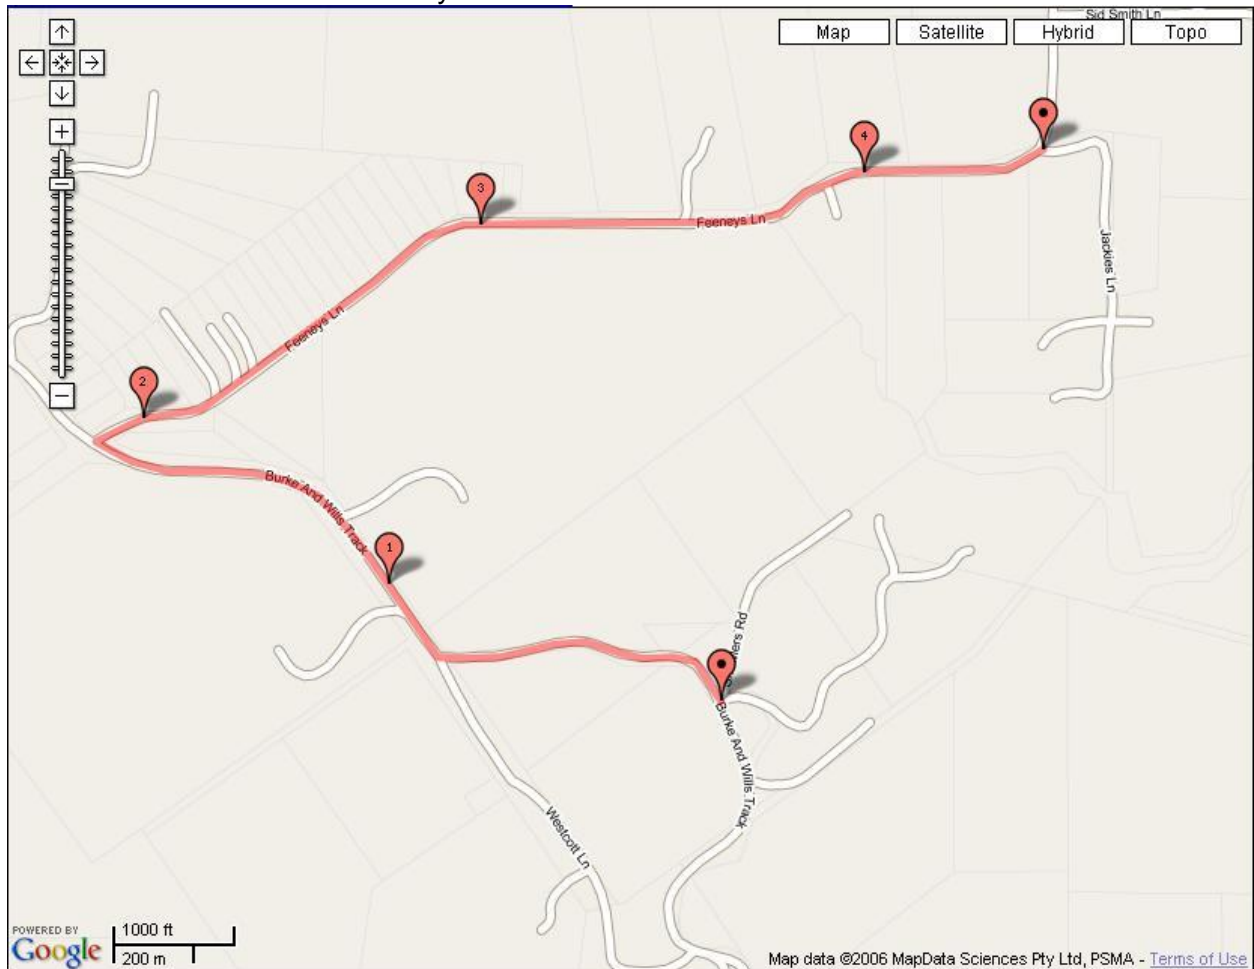 Sid Smith Ln
Map
Satellite
Hybrid
Topo
4
3
Feeneys Ln
Jackies Ln
Feeneys Ln
2
Burke And Wills Track
1
Rd
Burke And Wills Track
Westcott Ln
POWERED BY
Google
1000 ft
200 m
Map data ©2006 MapData Sciences Pty Ltd, PSMA - Terms of Use